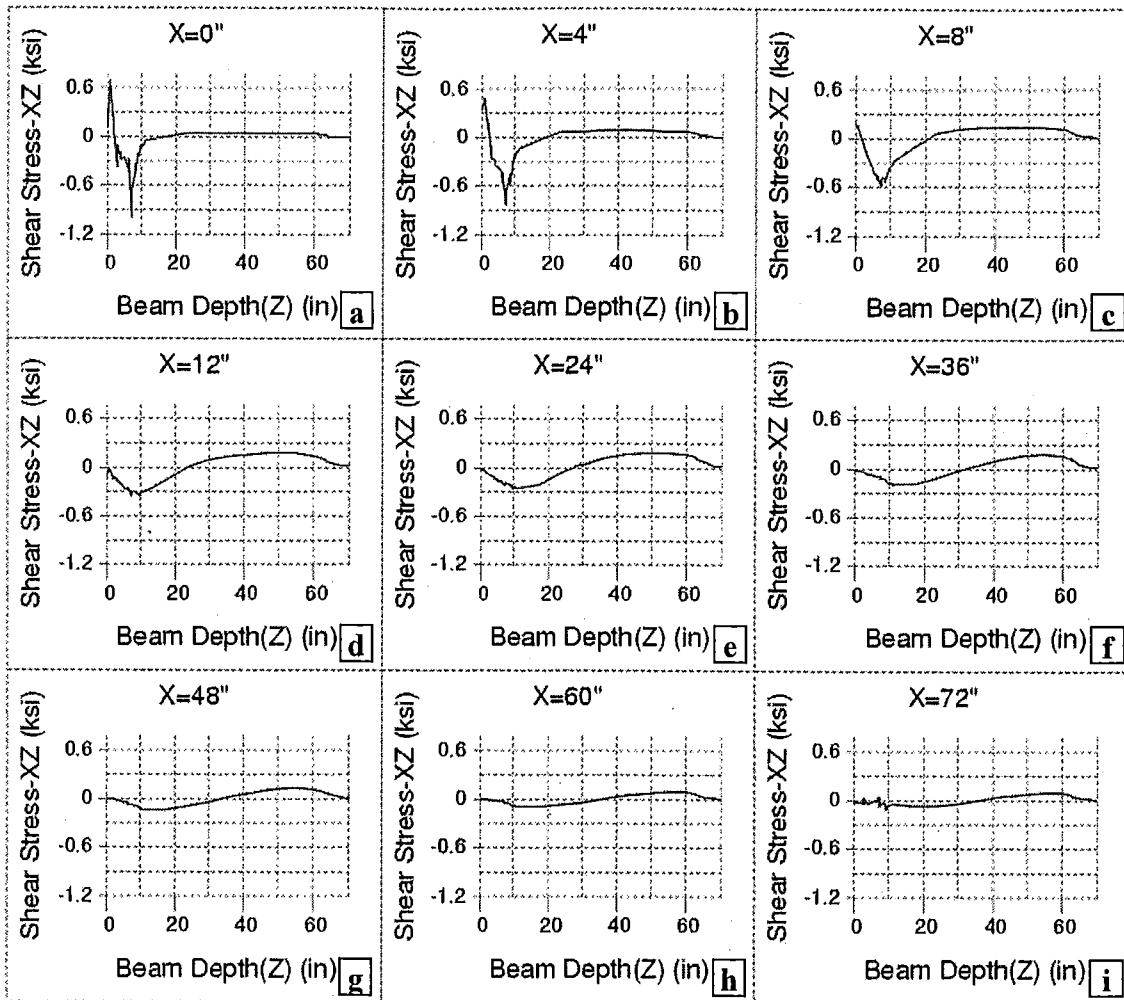 X=0"
Shear Stress-XZ (ksi)
0.6
0
-0.6
-1.2
0 20 40 60
Beam Depth(Z) (in)
a
X=4"
Shear Stress-XZ (ksi)
0.6
0
-0.6
-1.2
0 20 40 60
Beam Depth(Z) (in)
b
X=8"
Shear Stress-XZ (ksi)
0.6
0
-0.6
-1.2
0 20 40 60
Beam Depth(Z) (in)
c
X=12"
Shear Stress-XZ (ksi)
0.6
0
-0.6
-1.2
0 20 40 60
Beam Depth(Z) (in)
d
X=24"
Shear Stress-XZ (ksi)
0.6
0
-0.6
-1.2
0 20 40 60
Beam Depth(Z) (in)
e
X=36"
Shear Stress-XZ (ksi)
0.6
0
-0.6
-1.2
0 20 40 60
Beam Depth(Z) (in)
f
X=48"
Shear Stress-XZ (ksi)
0.6
0
-0.6
-1.2
0 20 40 60
Beam Depth(Z) (in)
g
X=60"
Shear Stress-XZ (ksi)
0.6
0
-0.6
-1.2
0 20 40 60
Beam Depth(Z) (in)
h
X=72"
Shear Stress-XZ (ksi)
0.6
0
-0.6
-1.2
0 20 40 60
Beam Depth(Z) (in)
i